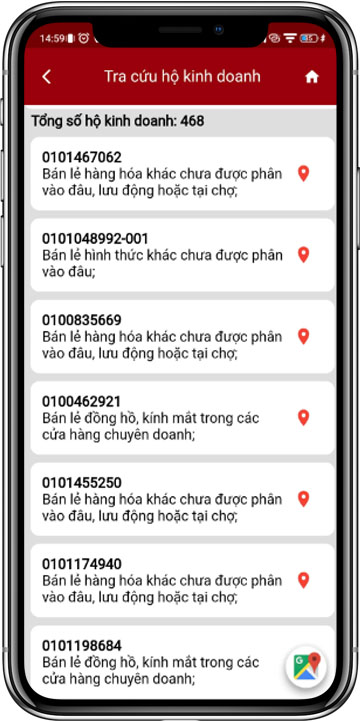 14:59
Tra cứu hộ kinh doanh
Tổng số hộ kinh doanh: 468
0101467062
Bán lẻ hàng hóa khác chưa được phân
vào đâu, lưu động hoặc tại chợ;
0101048992-001
Bán lẻ hình thức khác chưa được phân
vào đâu;
0100835669
Bán lẻ hàng hóa khác chưa được phân
vào đâu, lưu động hoặc tại chợ;
0100462921
Bán lẻ đồng hồ, kính mắt trong các
cửa hàng chuyên doanh;
0101455250
Bán lẻ hàng hóa khác chưa được phân
vào đâu, lưu động hoặc tại chợ;
0101174940
Bán lẻ hàng hóa khác chưa được phân
vào đâu, lưu động hoặc tại chợ;
0101198684
Bán lẻ đồng hồ, kính mắt trong các
cửa hàng chuyên doanh;
G